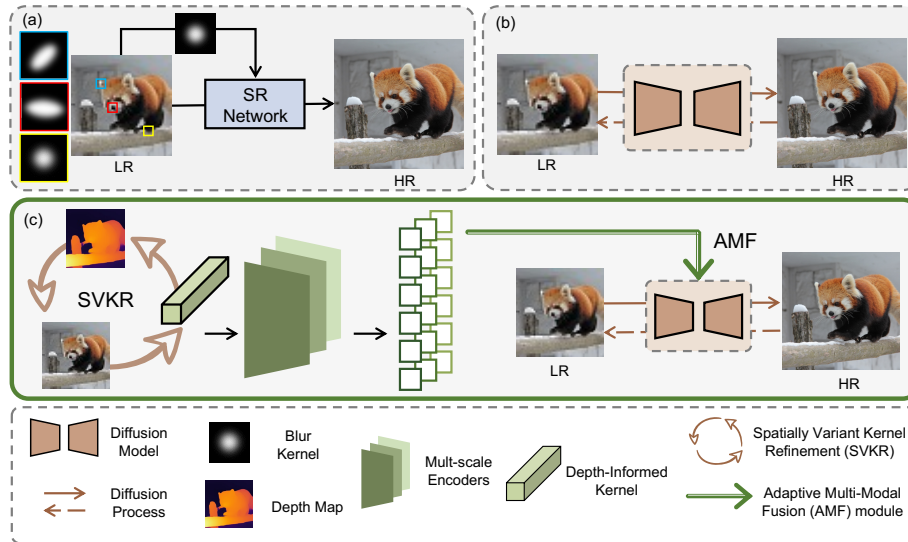 (a)
SR
Network
LR
HR
(b)
LR
HR
(c)
SVKR
AMF
LR
HR
Diffusion
Model
Blur
Kernel
Mult-scale
Encoders
Depth-Informed
Kernel
Spatially Variant Kernel
Refinement (SVKR)
Diffusion
Process
Depth Map
Adaptive Multi-Modal
Fusion (AMF) module